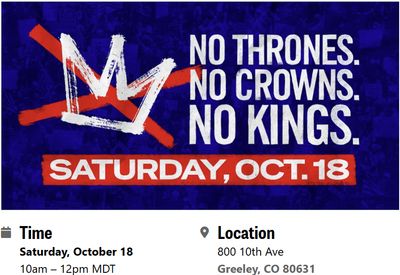 NO THRONES.
NO CROWNS.
NO KINGS.
SATURDAY, OCT. 18
Time
Saturday, October 18
10am – 12pm MDT
Location
800 10th Ave
Greeley, CO 80631